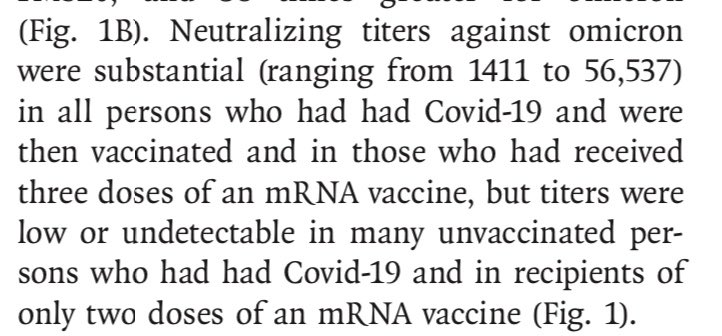 (Fig. 1B). Neutralizing titers against omicron
were substantial (ranging from 1411 to 56,537)
in all persons who had had Covid-19 and were
then vaccinated and in those who had received
three doses of an mRNA vaccine, but titers were
low or undetectable in many unvaccinated per-
sons who had had Covid-19 and in recipients of
only two doses of an mRNA vaccine (Fig. 1).